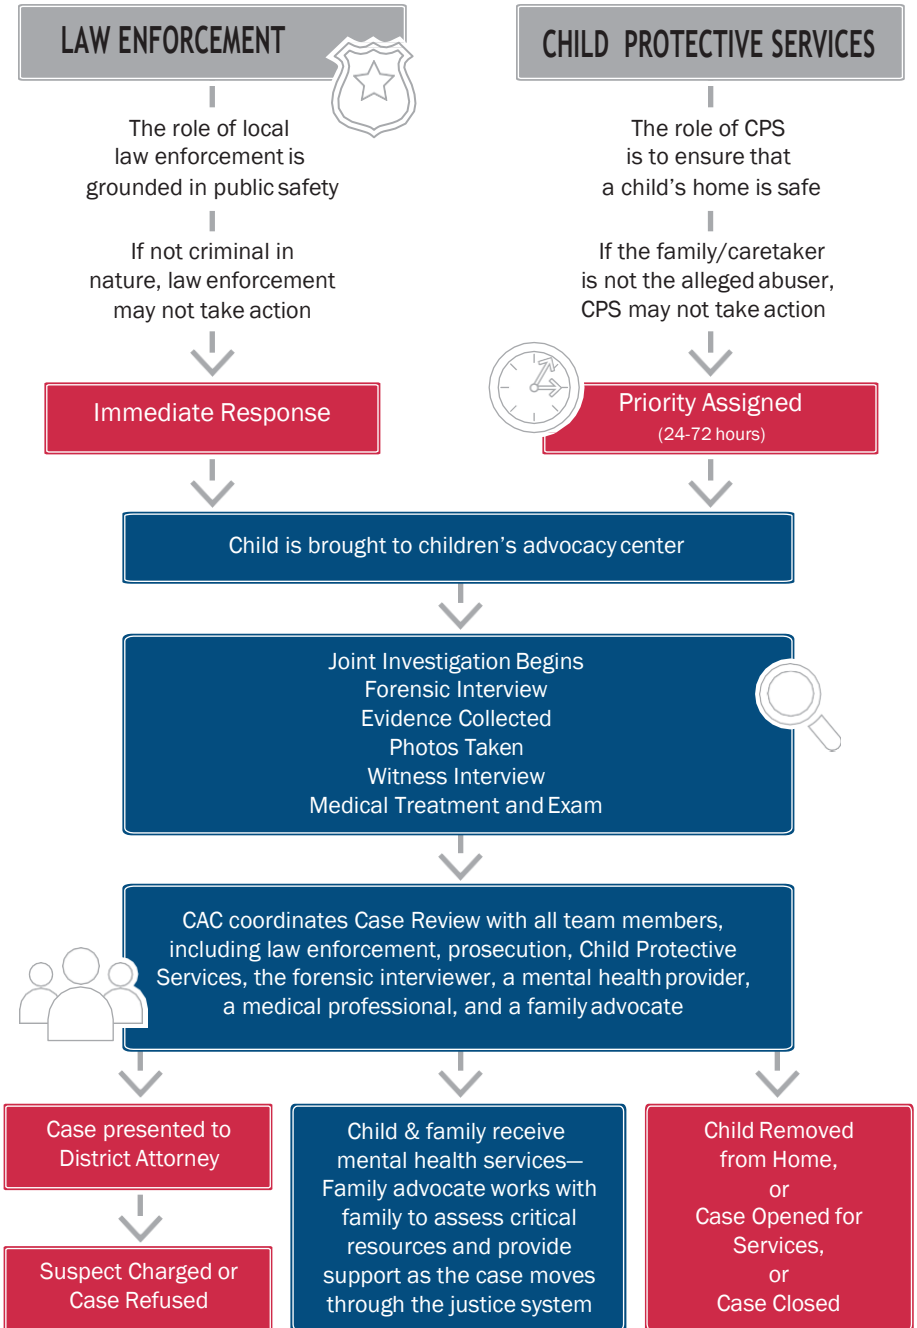 LAW ENFORCEMENT
The role of local
law enforcement is
grounded in public safety
If not criminal in
nature, law enforcement
may not take action
Immediate Response
CHILD PROTECTIVE SERVICES
The role of CPS
is to ensure that
a child's home is safe
If the family/caretaker
is not the alleged abuser,
CPS may not take action
Priority Assigned
(24-72 hours)
Child is brought to children's advocacy center
Joint Investigation Begins
Forensic Interview
Evidence Collected
Photos Taken
Witness Interview
Medical Treatment and Exam
CAC coordinates Case Review with all team members,
including law enforcement, prosecution, Child Protective
Services, the forensic interviewer, a mental health provider,
a medical professional, and a family advocate
Case presented to
District Attorney
Suspect Charged or
Case Refused
Child & family receive
mental health services—
Family advocate works with
family to assess critical
resources and provide
support as the case moves
through the justice system
Child Removed
from Home,
or
Case Opened for
Services,
or
Case Closed